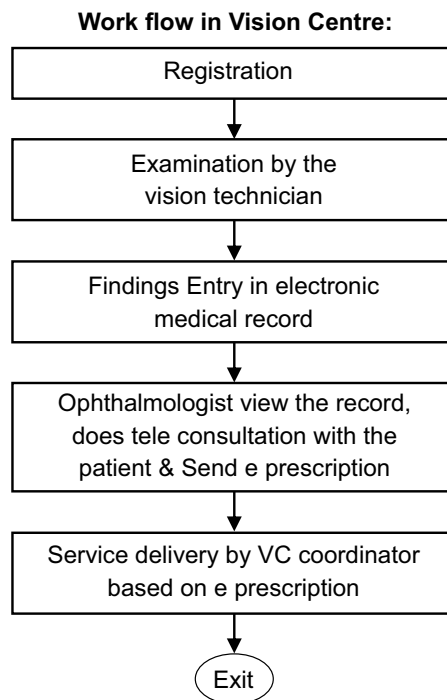 Work flow in Vision Centre:
Registration
Examination by the
vision technician
Findings Entry in electronic
medical record
Ophthalmologist view the record,
does tele consultation with the
patient & Send e prescription
Service delivery by VC coordinator
based on e prescription
Exit